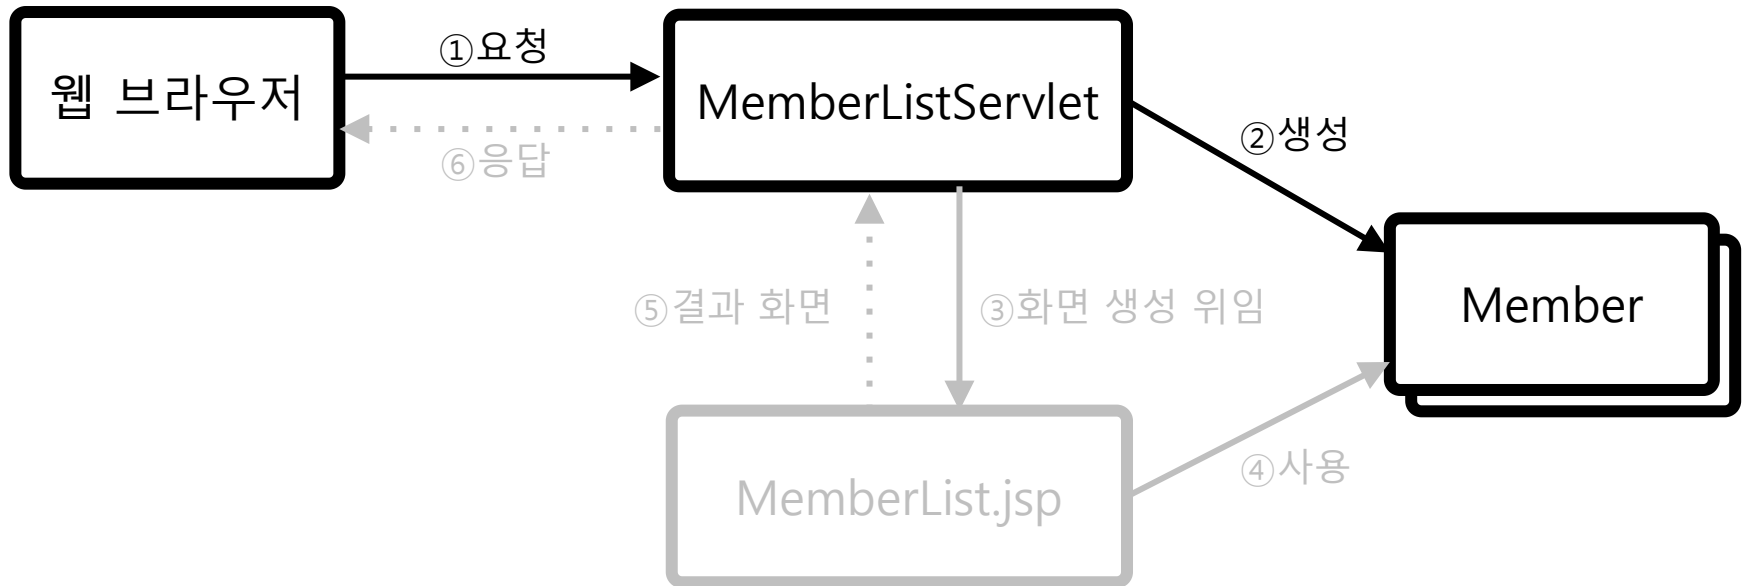 웹 브라우저
①요청
⑥응답
MemberListServlet
②생성
⑤결과 화면
③화면 생성 위임
Member
MemberList.jsp
④사용